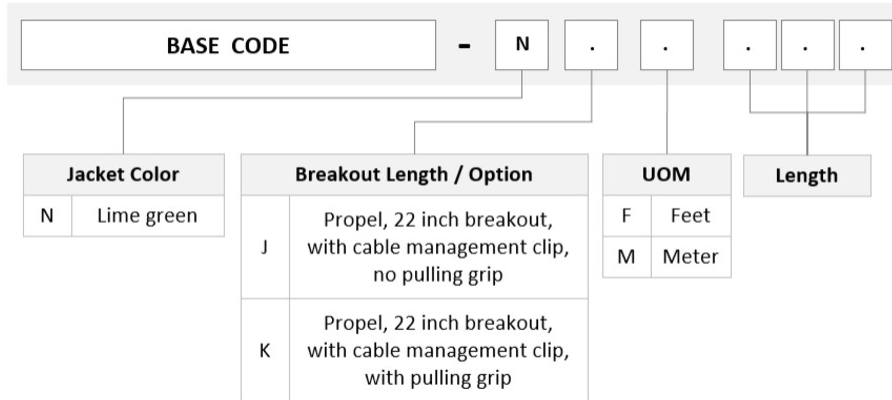 BASE CODE - N . . . . .
Jacket Color
N Lime green
Breakout Length / Option
J Propel, 22 inch breakout,
with cable management clip,
no pulling grip
K Propel, 22 inch breakout,
with cable management clip,
with pulling grip
UOM
F Feet
M Meter
Length